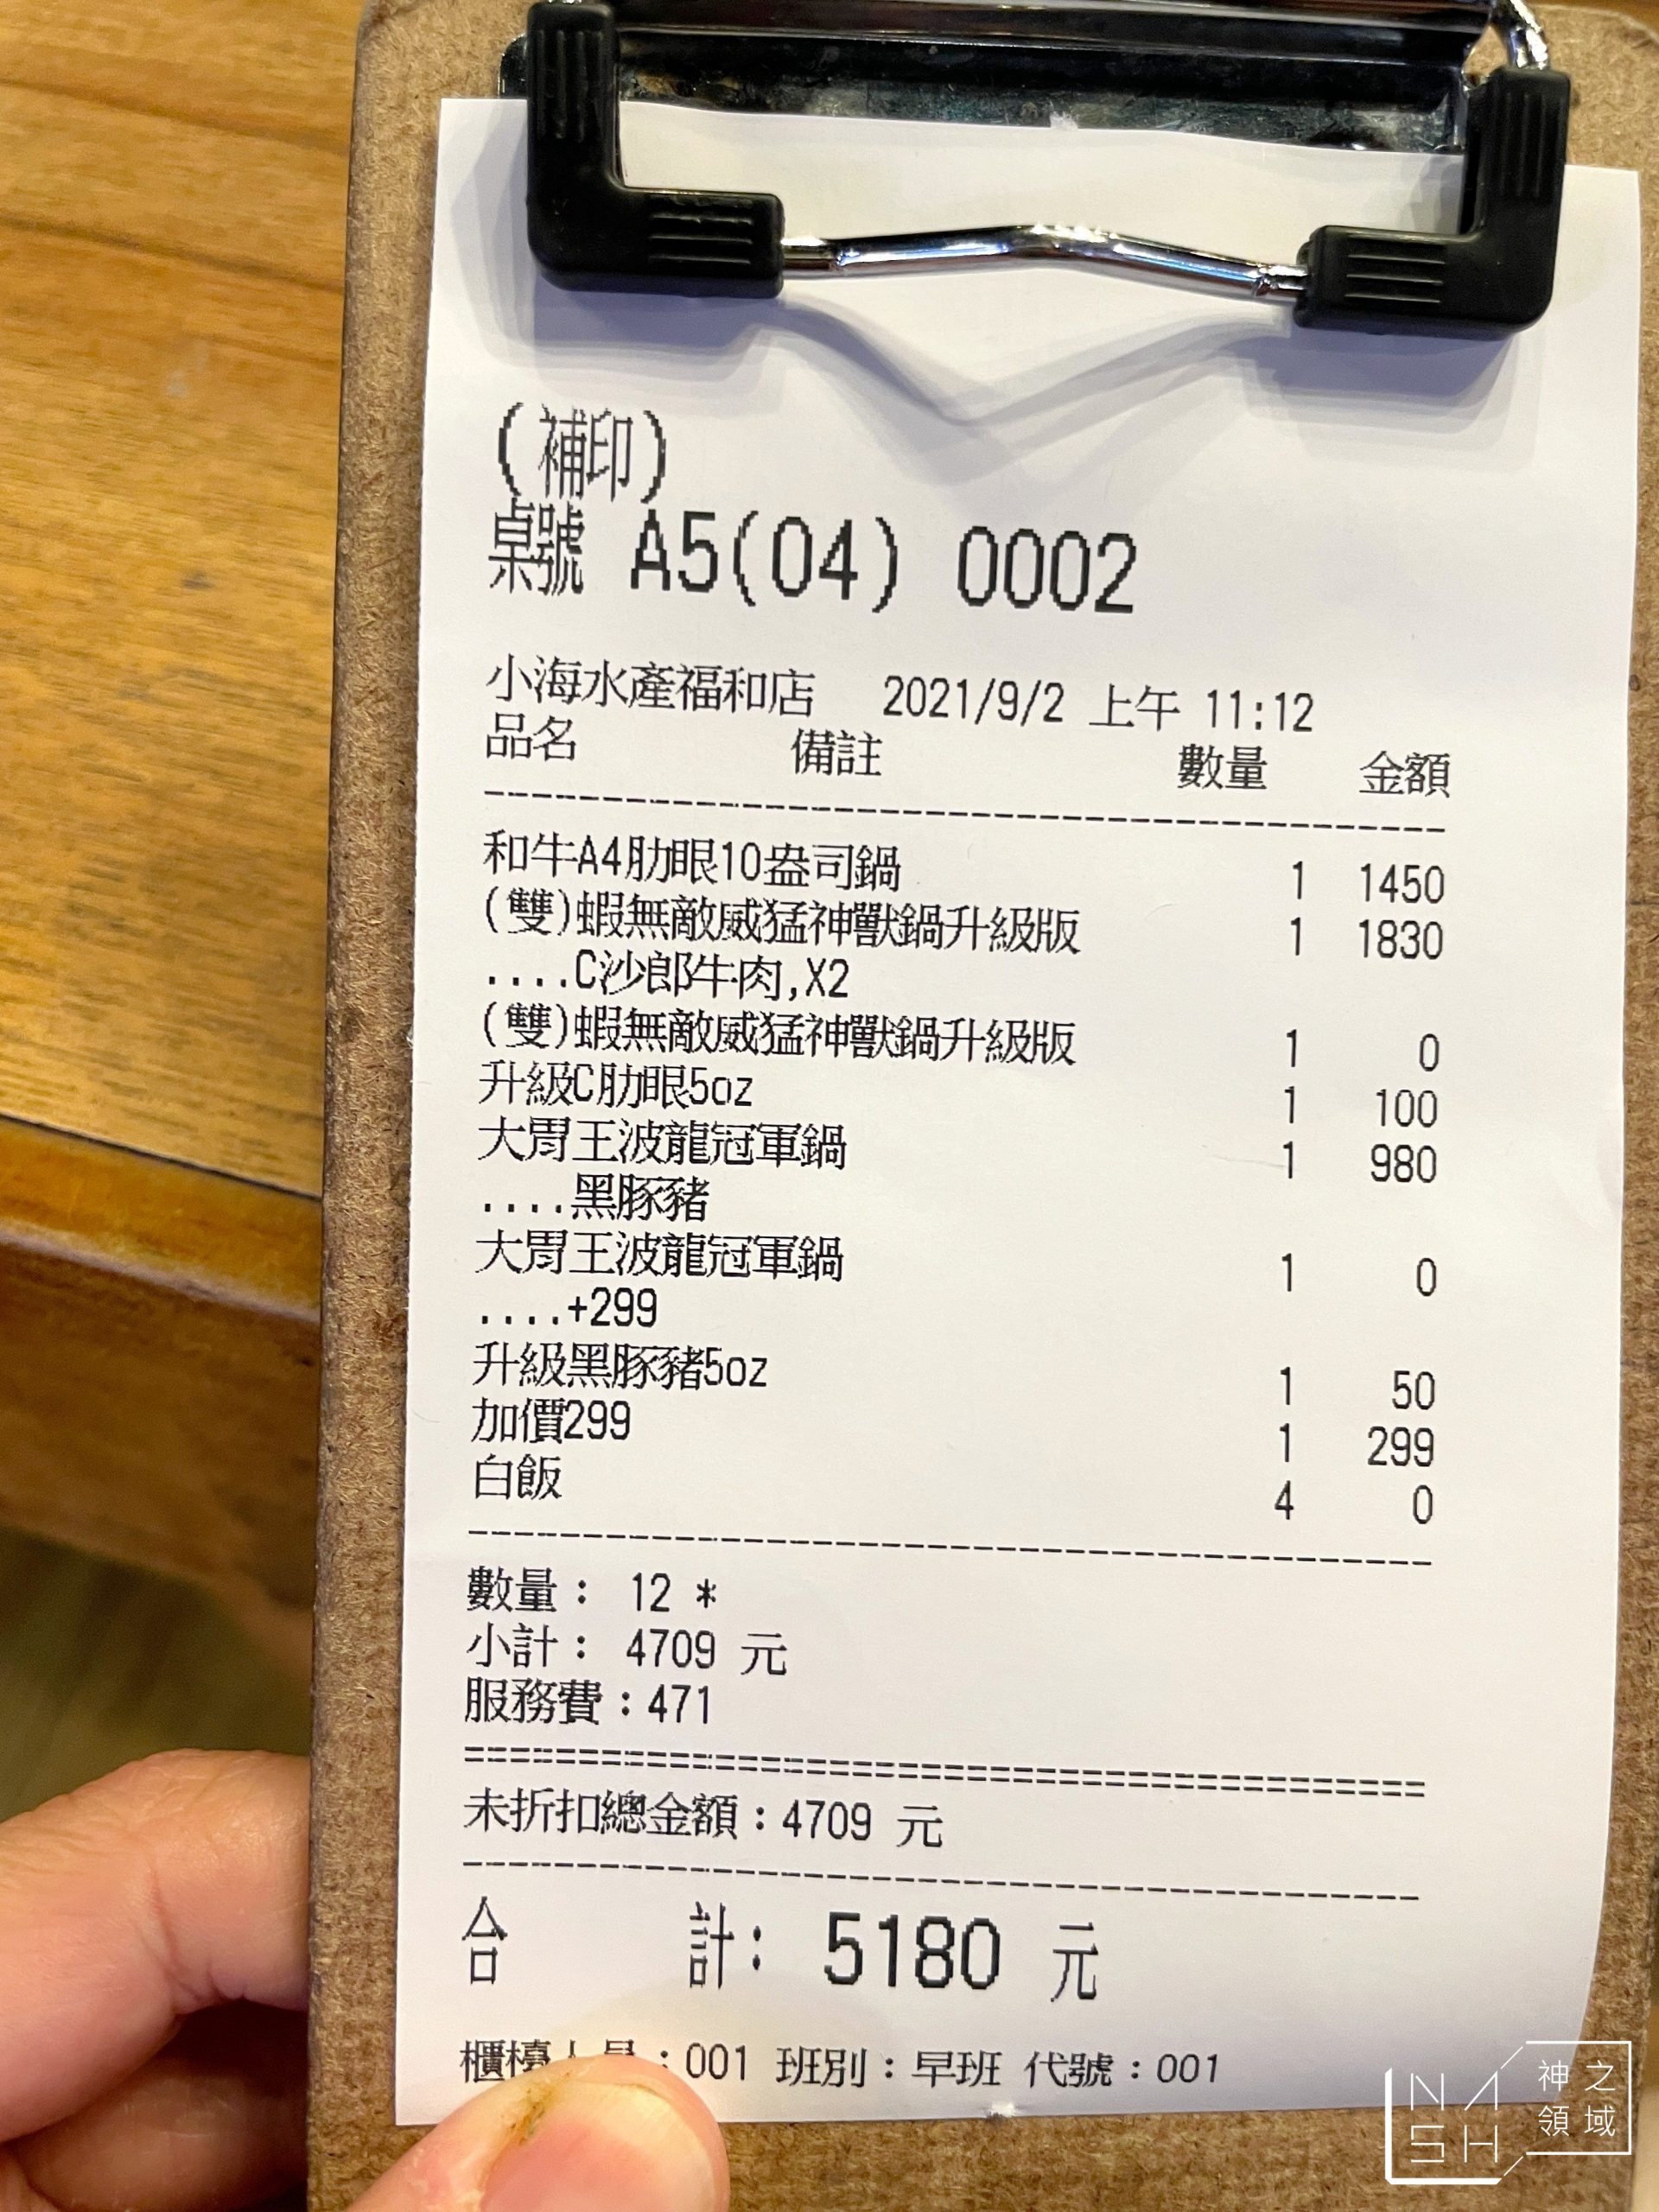 (補印)
桌號 A5(04) 0002
小海水產福和店 2021/9/2 上午 11:12
品名 備註 數量 金額
和牛A4肋眼10盎司鍋 1 1450
(雙)蝦無敵威猛神獸鍋升級版 1 1830
....C沙郎牛肉,X2
(雙)蝦無敵威猛神獸鍋升級版 1 0
升級C肋眼5oz 1 100
大胃王波龍冠軍鍋 1 980
....黑豚豬
大胃王波龍冠軍鍋 1 0
....+299
升級黑豚豬5oz 1 50
加價299 1 299
白飯 4 0
數量： 12 *
小計： 4709 元
服務費：471
未折扣總金額：4709 元
合 計： 5180 元
櫃檯 ：001 班別：早班 代號：001
NASH 神之領域